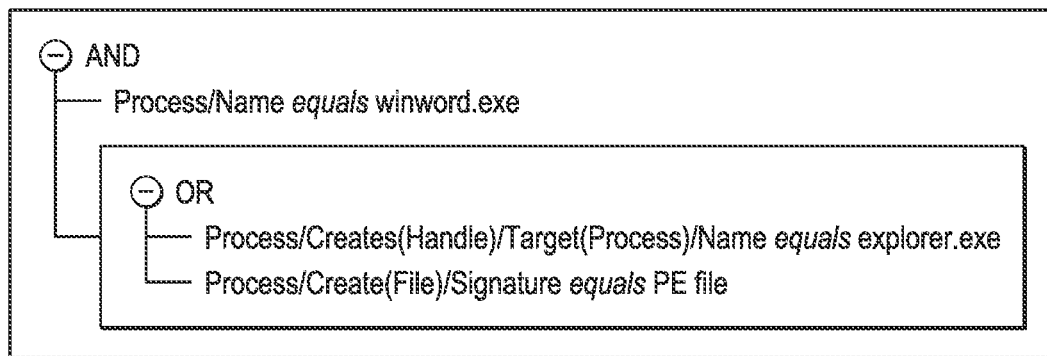 AND
Process/Name equals winword.exe
OR
Process/Creates(Handle)/Target(Process)/Name equals explorer.exe
Process/Create(File)/Signature equals PE file